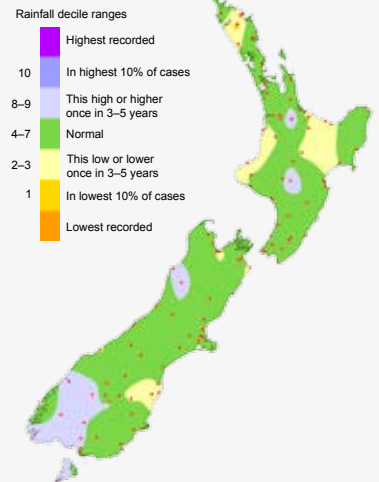 Rainfall decile ranges
Highest recorded
10 In highest 10% of cases
8–9 This high or higher
once in 3–5 years
4–7 Normal
2–3 This low or lower
once in 3–5 years
1 In lowest 10% of cases
Lowest recorded